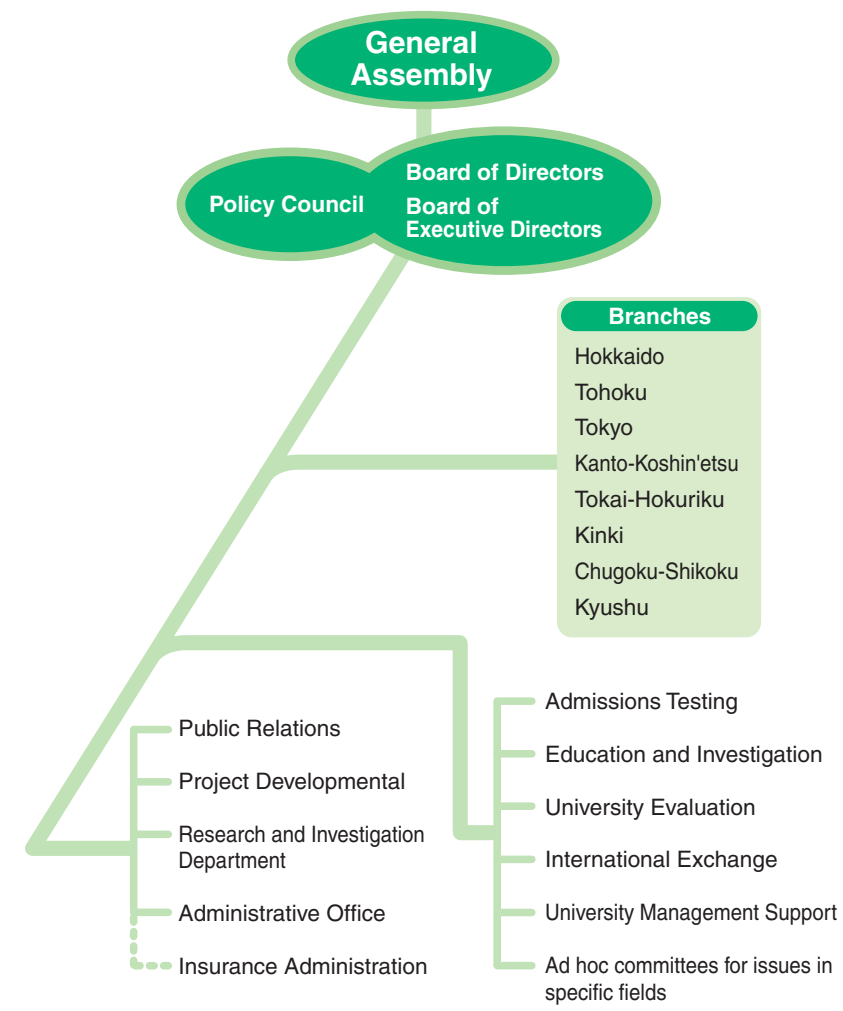 General
Assembly
Policy Council
Board of Directors
Board of
Executive Directors
Branches
Hokkaido
Tohoku
Tokyo
Kanto-Koshin'etsu
Tokai-Hokuriku
Kinki
Chugoku-Shikoku
Kyushu
Public Relations
Project Developmental
Research and Investigation
Department
Administrative Office
Insurance Administration
Admissions Testing
Education and Investigation
University Evaluation
International Exchange
University Management Support
Ad hoc committees for issues in
specific fields